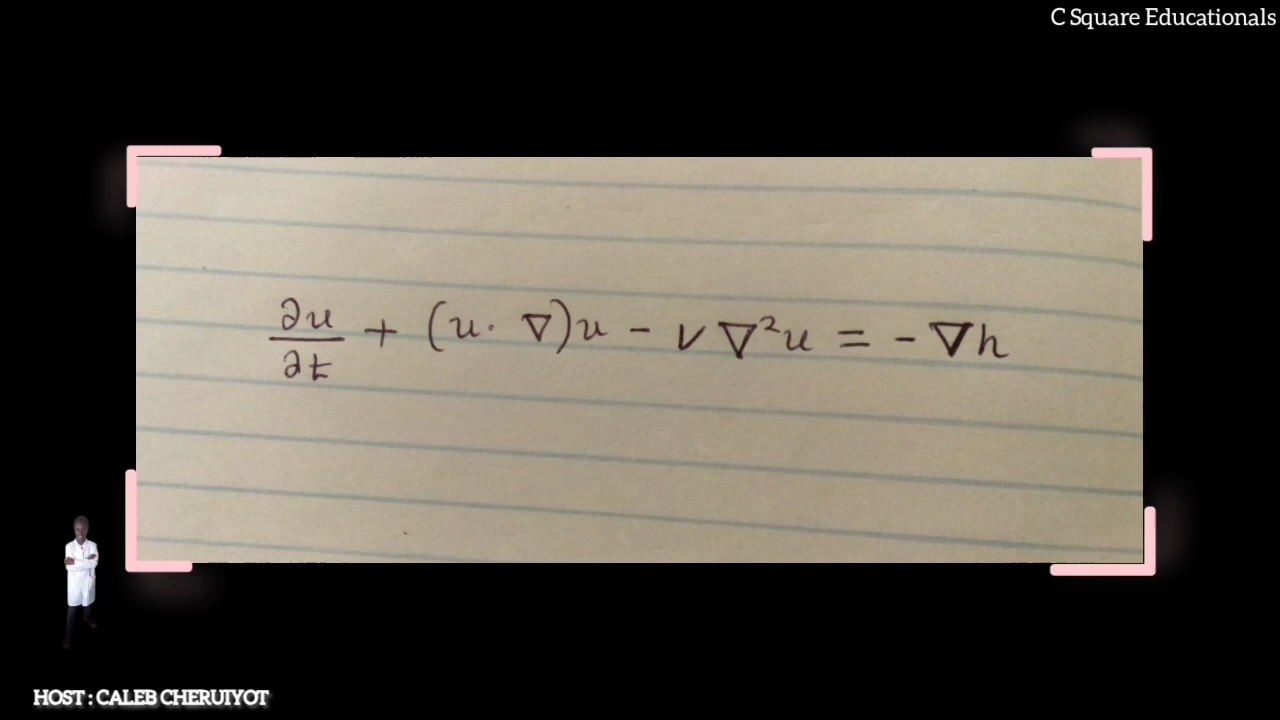 C Square Educationals
∂u/∂t + (u · ∇)u − ν∇²u = −∇h
HOST : CALEB CHERUIYOT